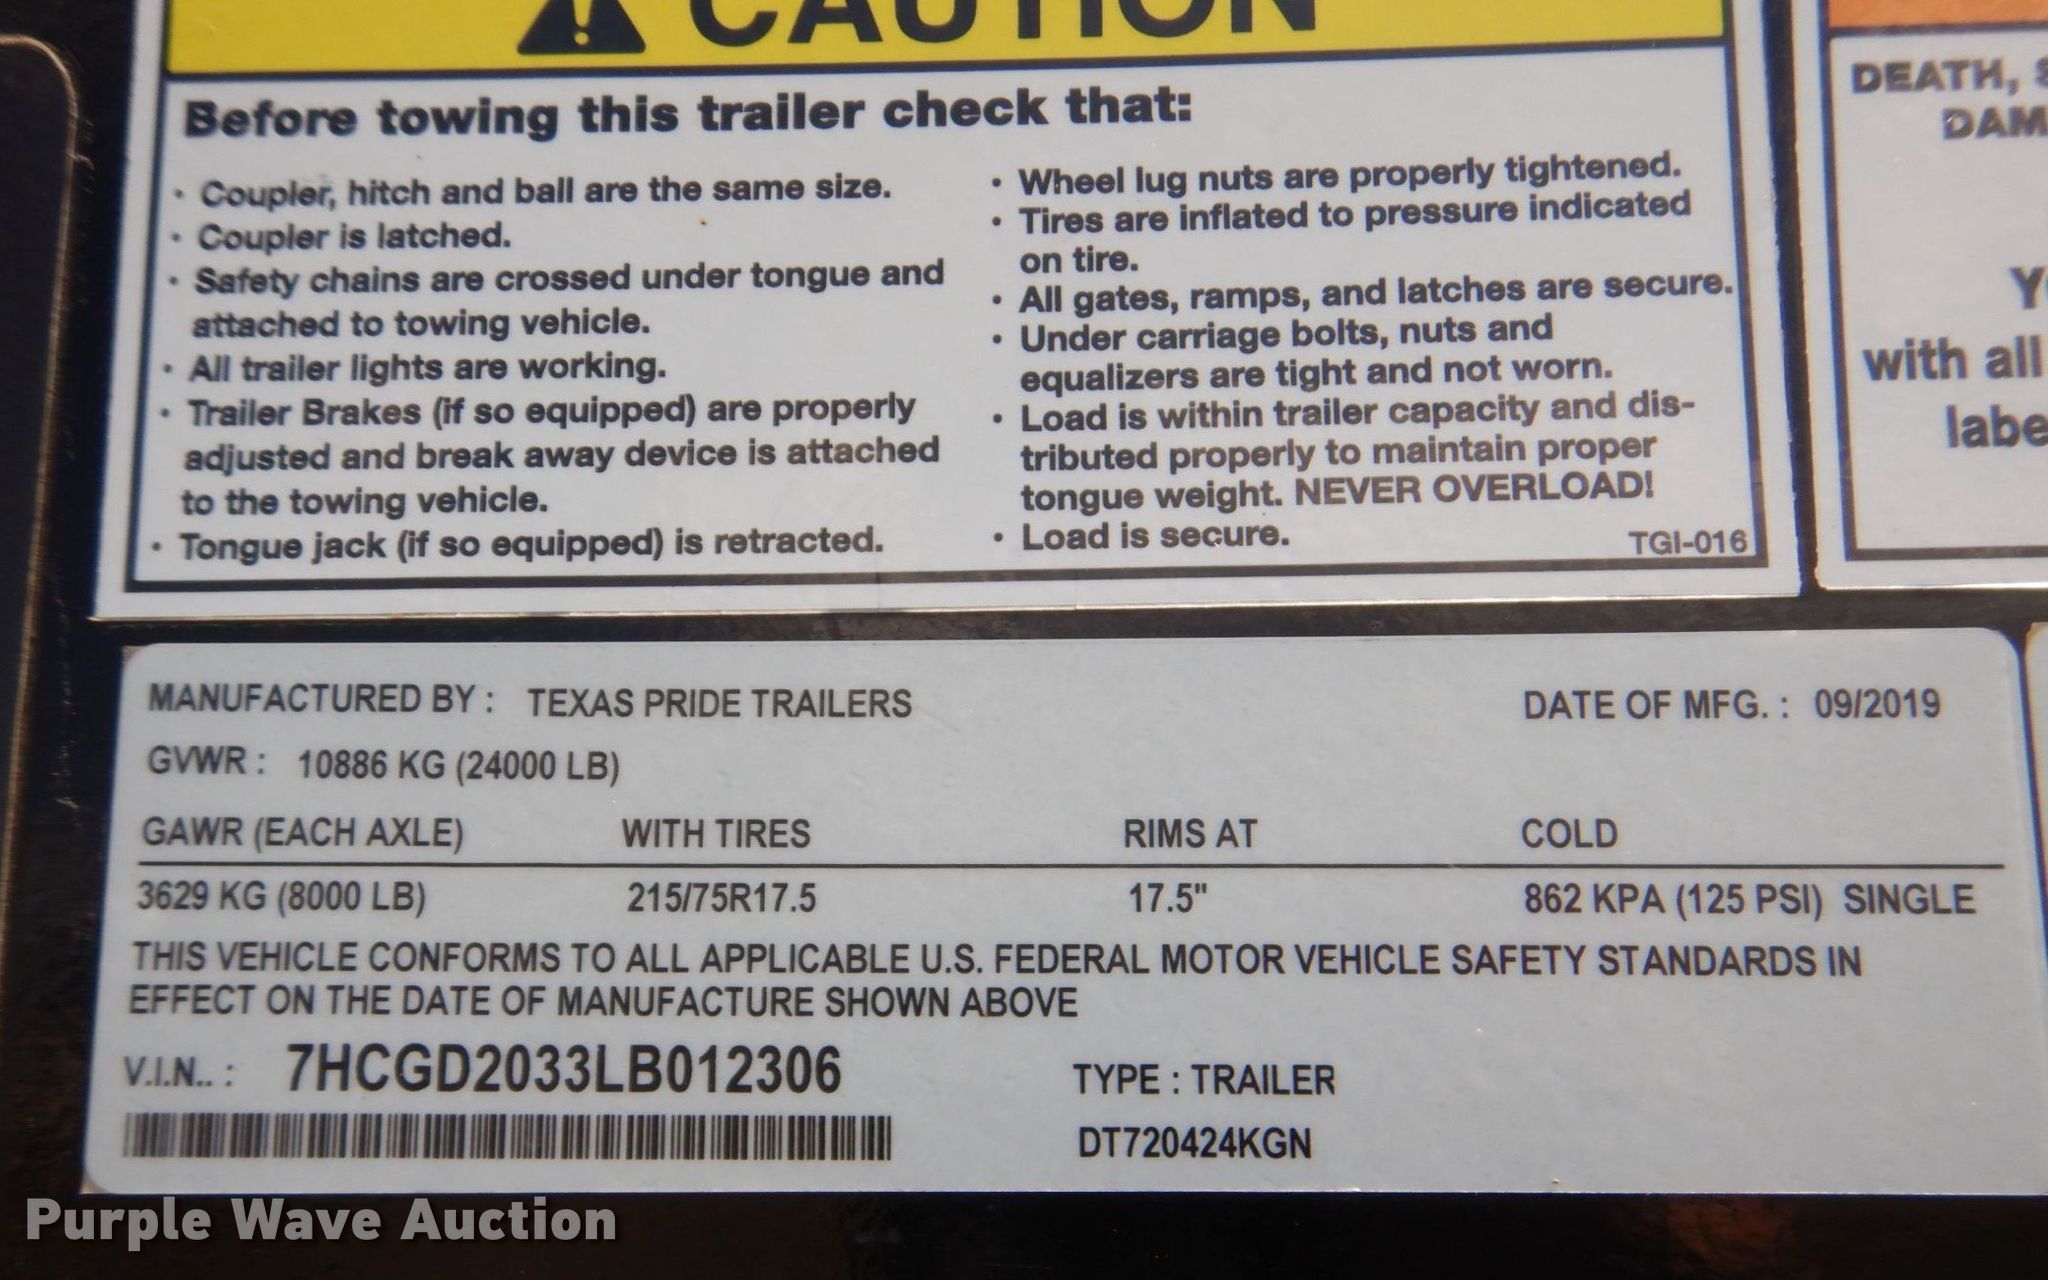 CAUTION
Before towing this trailer check that:
· Coupler, hitch and ball are the same size.
· Coupler is latched.
· Safety chains are crossed under tongue and
attached to towing vehicle.
· All trailer lights are working.
· Trailer Brakes (if so equipped) are properly
adjusted and break away device is attached
to the towing vehicle.
· Tongue jack (if so equipped) is retracted.
· Wheel lug nuts are properly tightened.
· Tires are inflated to pressure indicated
on tire.
· All gates, ramps, and latches are secure.
· Under carriage bolts, nuts and
equalizers are tight and not worn.
· Load is within trailer capacity and dis-
tributed properly to maintain proper
tongue weight. NEVER OVERLOAD!
· Load is secure.
TGI-016
DEATH,
with all
MANUFACTURED BY : TEXAS PRIDE TRAILERS DATE OF MFG. : 09/2019
GVWR : 10886 KG (24000 LB)
GAWR (EACH AXLE) WITH TIRES RIMS AT COLD
3629 KG (8000 LB) 215/75R17.5 17.5" 862 KPA (125 PSI) SINGLE
THIS VEHICLE CONFORMS TO ALL APPLICABLE U.S. FEDERAL MOTOR VEHICLE SAFETY STANDARDS IN
EFFECT ON THE DATE OF MANUFACTURE SHOWN ABOVE
V.I.N.. : 7HCGD2033LB012306 TYPE : TRAILER
DT720424KGN
Purple Wave Auction